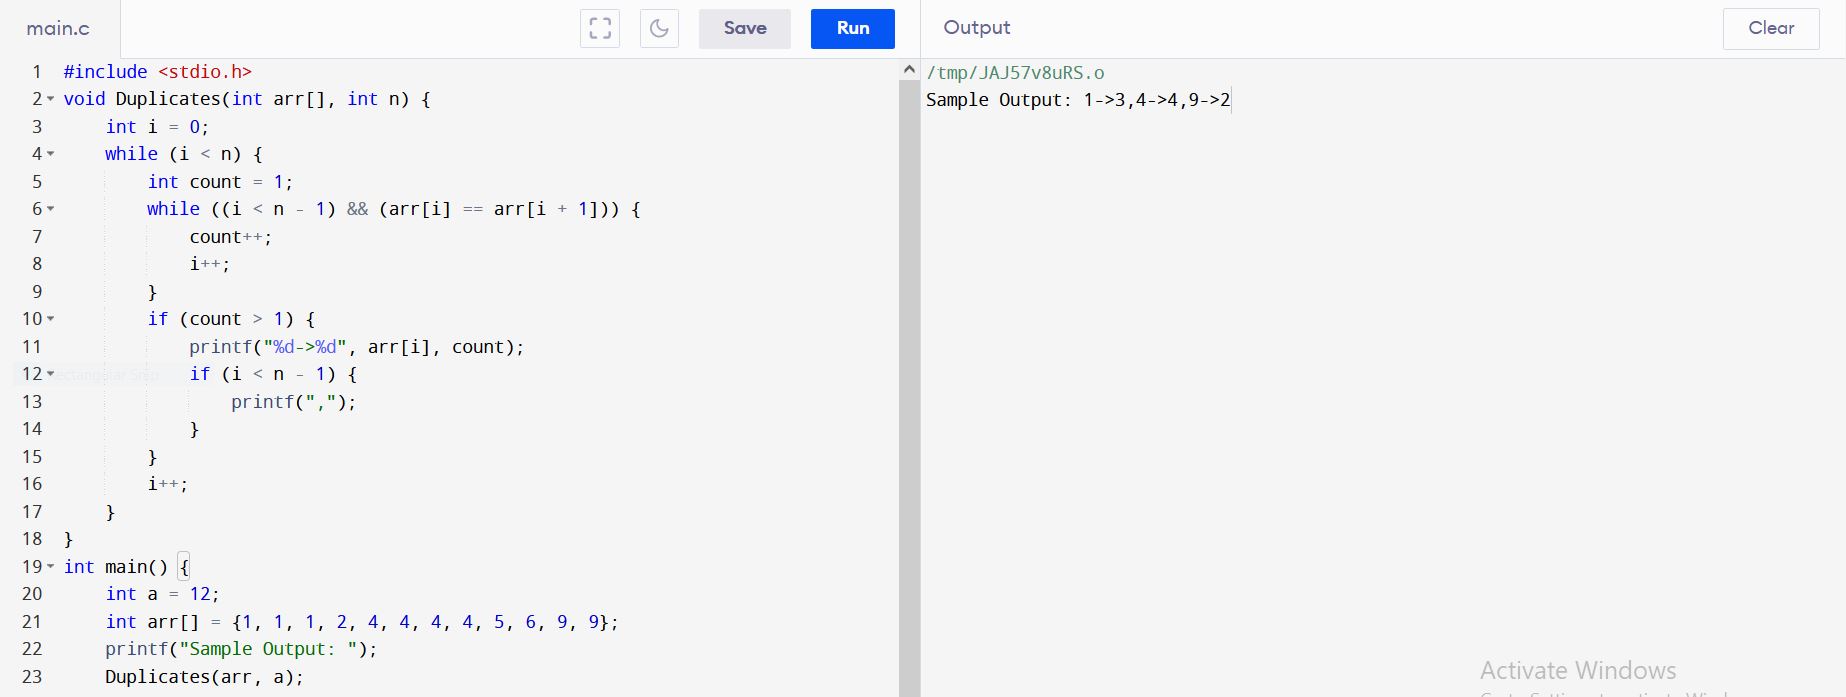 main.c
Save
Run
Output
Clear
1 #include <stdio.h>
2 void Duplicates(int arr[], int n) {
3     int i = 0;
4     while (i < n) {
5         int count = 1;
6         while ((i < n - 1) && (arr[i] == arr[i + 1])) {
7             count++;
8             i++;
9         }
10         if (count > 1) {
11             printf("%d->%d", arr[i], count);
12             if (i < n - 1) {
13                 printf(",");
14             }
15         }
16         i++;
17     }
18 }
19 int main() {
20     int a = 12;
21     int arr[] = {1, 1, 1, 2, 4, 4, 4, 4, 5, 6, 9, 9};
22     printf("Sample Output: ");
23     Duplicates(arr, a);
/tmp/JAJ57v8uRS.o
Sample Output: 1->3,4->4,9->2
Rectangular Snip
Activate Windows